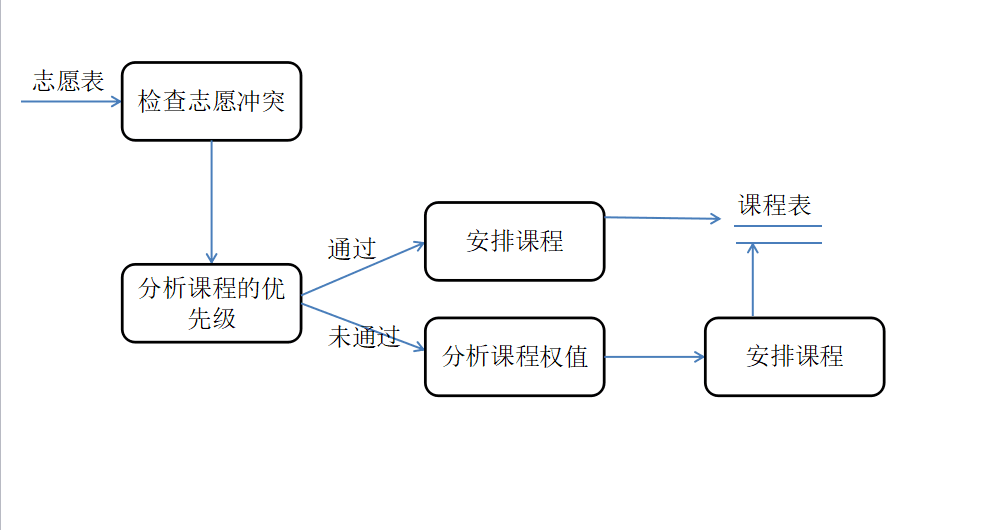 志愿表
检查志愿冲突
课程表
安排课程
通过
分析课程的优
先级
未通过
分析课程权值
安排课程